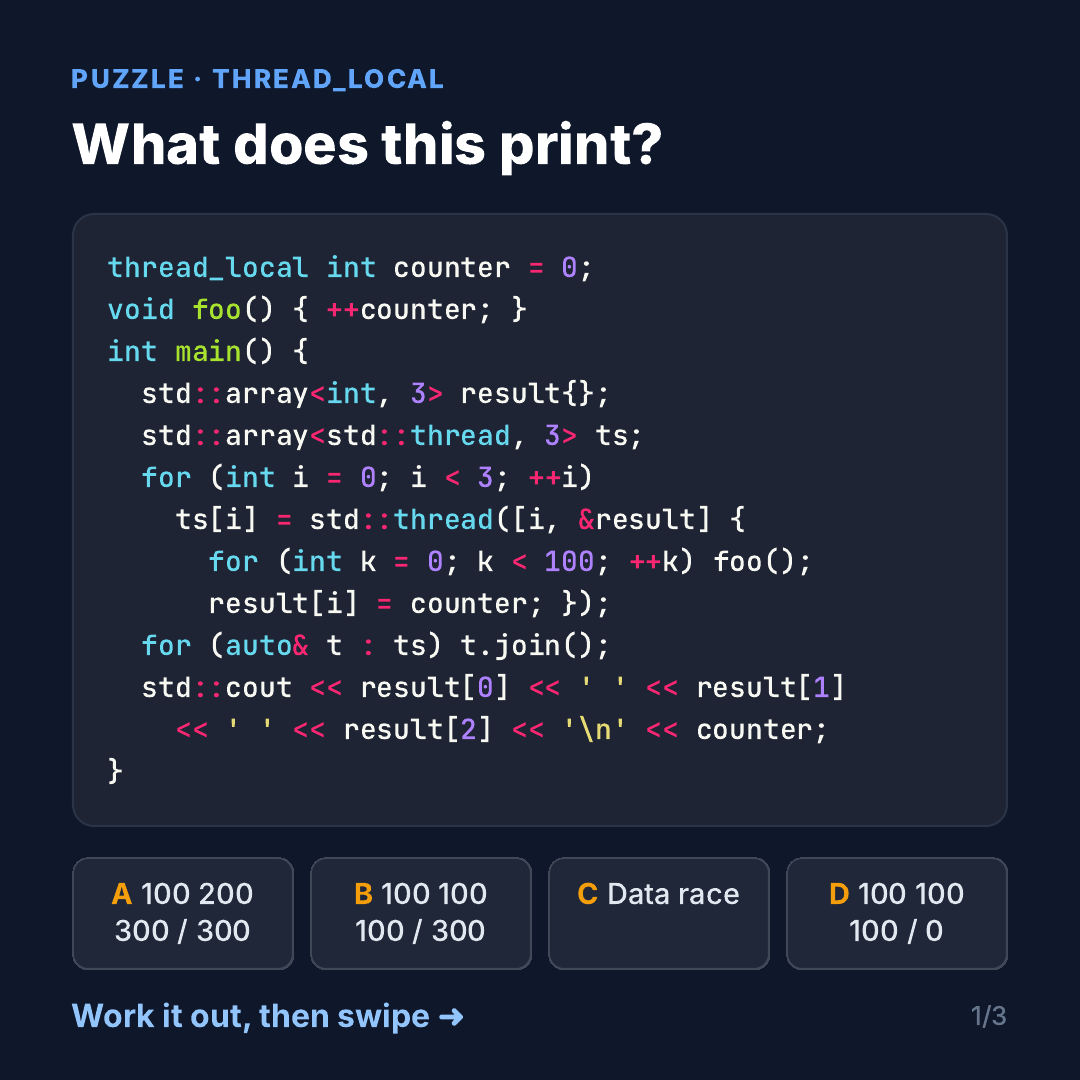 PUZZLE · THREAD_LOCAL
What does this print?
thread_local int counter = 0;
void foo() { ++counter; }
int main() {
  std::array<int, 3> result{};
  std::array<std::thread, 3> ts;
  for (int i = 0; i < 3; ++i)
    ts[i] = std::thread([i, &result] {
      for (int k = 0; k < 100; ++k) foo();
      result[i] = counter; });
  for (auto& t : ts) t.join();
  std::cout << result[0] << ' ' << result[1]
    << ' ' << result[2] << '\n' << counter;
}
A 100 200
300 / 300
B 100 100
100 / 300
C Data race
D 100 100
100 / 0
Work it out, then swipe ➜
1/3